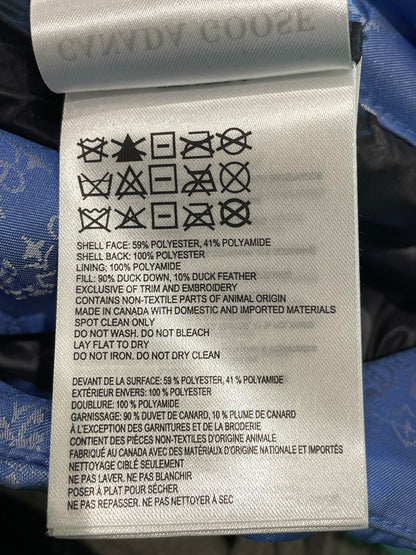 CANADA GOOSE
SHELL FACE: 59% POLYESTER, 41% POLYAMIDE
SHELL BACK: 100% POLYESTER
LINING: 100% POLYAMIDE
FILL: 90% DUCK DOWN, 10% DUCK FEATHER
EXCLUSIVE OF TRIM AND EMBROIDERY
CONTAINS NON-TEXTILE PARTS OF ANIMAL ORIGIN
MADE IN CANADA WITH DOMESTIC AND IMPORTED MATERIALS
SPOT CLEAN ONLY
DO NOT WASH. DO NOT BLEACH
LAY FLAT TO DRY
DO NOT IRON. DO NOT DRY CLEAN
DEVANT DE LA SURFACE: 59 % POLYESTER, 41 % POLYAMIDE
EXTÉRIEUR ENVERS: 100 % POLYESTER
DOUBLURE: 100 % POLYAMIDE
GARNISSAGE: 90 % DUVET DE CANARD, 10 % PLUME DE CANARD
À L'EXCEPTION DES GARNITURES ET DE LA BRODERIE
CONTIENT DES PIÈCES NON-TEXTILES D'ORIGINE ANIMALE
FABRIQUÉ AU CANADA AVEC DES MATÉRIAUX D'ORIGINE NATIONALE ET IMPORTÉS
NETTOYAGE CIBLÉ SEULEMENT
NE PAS LAVER. NE PAS BLANCHIR
POSER À PLAT POUR SÉCHER
NE PAS REPASSER. NE PAS NETTOYER À SEC